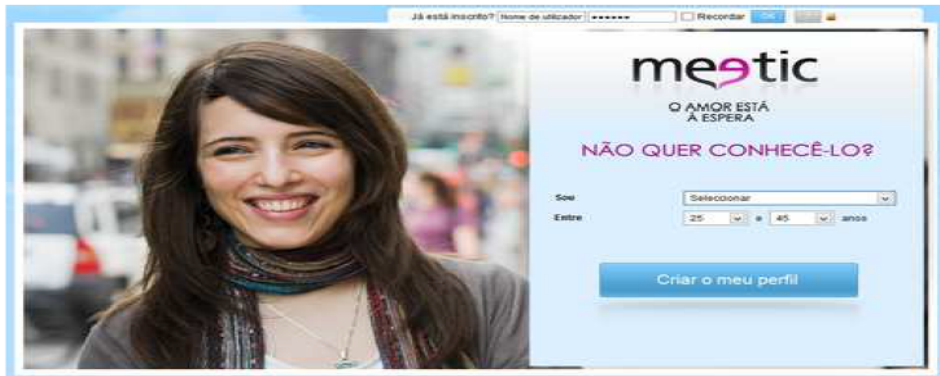 Já está inscrito? Nome de utilizador •••••• Recordar OK
meetic
O AMOR ESTÁ
À ESPERA
NÃO QUER CONHECÊ-LO?
Sou Seleccionar
Entre 25 e 45 anos
Criar o meu perfil